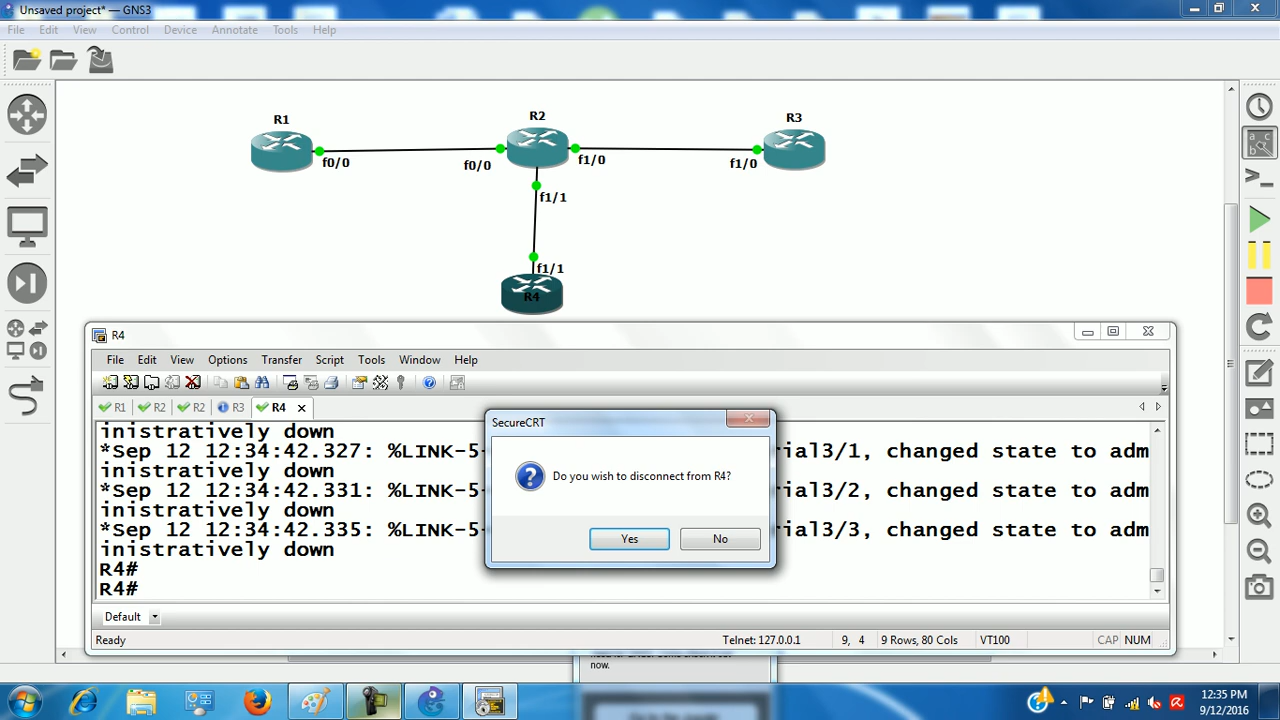 Unsaved project* — GNS3
File Edit View Control Device Annotate Tools Help
R1
R2
R3
f0/0
f0/0
f1/0
f1/0
f1/1
f1/1
R4
R4
File Edit View Options Transfer Script Tools Window Help
R1 R2 R2 R3 R4
inistratively down
*Sep 12 12:34:42.327: %LINK-5- ial3/1, changed state to adm
inistratively down
*Sep 12 12:34:42.331: %LINK-5- ial3/2, changed state to adm
inistratively down
*Sep 12 12:34:42.335: %LINK-5- ial3/3, changed state to adm
inistratively down
R4#
R4#
SecureCRT
Do you wish to disconnect from R4?
Yes No
Default
Ready Telnet: 127.0.0.1 9, 4 9 Rows, 80 Cols VT100 CAP NUM
now.
12:35 PM
9/12/2016